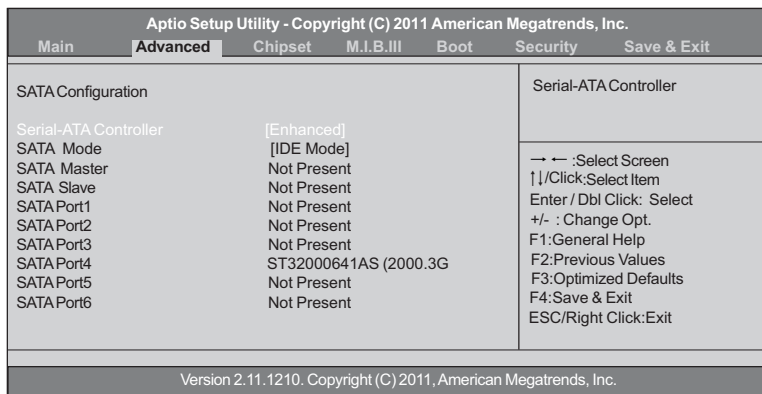 Aptio Setup Utility - Copyright (C) 2011 American Megatrends, Inc.
Main Advanced Chipset M.I.B.III Boot Security Save & Exit
SATA Configuration
Serial-ATA Controller [Enhanced]
SATA Mode [IDE Mode]
SATA Master Not Present
SATA Slave Not Present
SATA Port1 Not Present
SATA Port2 Not Present
SATA Port3 Not Present
SATA Port4 ST32000641AS (2000.3G
SATA Port5 Not Present
SATA Port6 Not Present
Serial-ATA Controller
→ ← :Select Screen
↑↓/Click:Select Item
Enter / Dbl Click: Select
+/- : Change Opt.
F1:General Help
F2:Previous Values
F3:Optimized Defaults
F4:Save & Exit
ESC/Right Click:Exit
Version 2.11.1210. Copyright (C) 2011, American Megatrends, Inc.